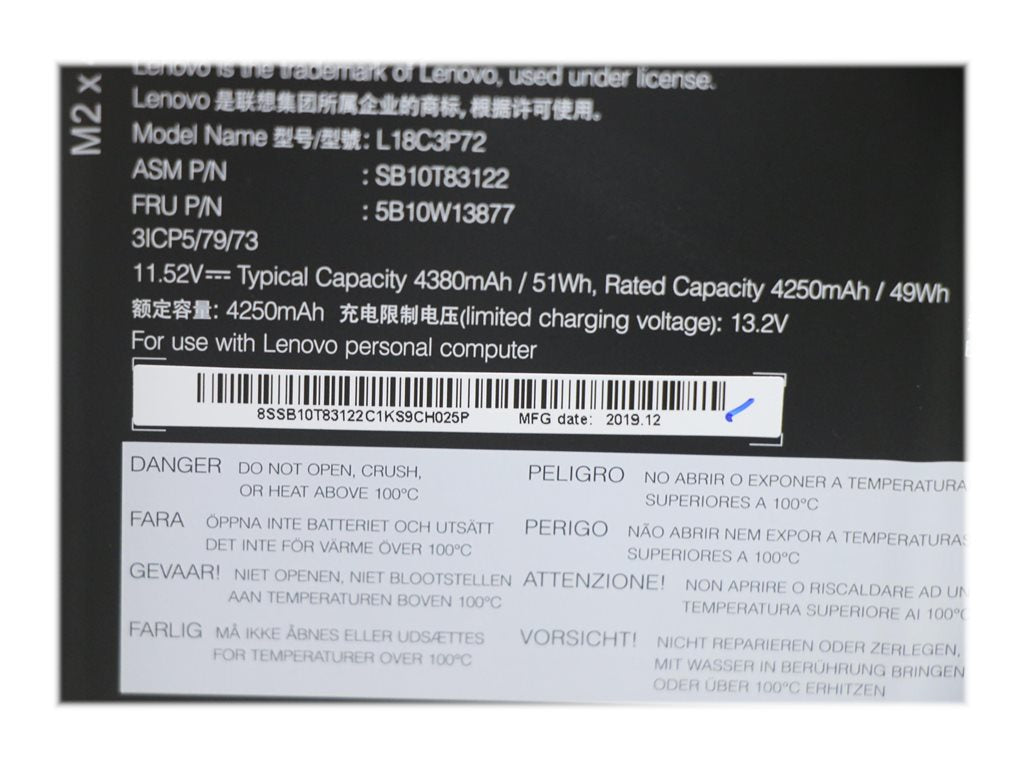 M2 x
Lenovo is the trademark of Lenovo, used under license.
Lenovo 是联想集团所属企业的商标, 根据许可使用。
Model Name 型号/型號: L18C3P72
ASM P/N : SB10T83122
FRU P/N : 5B10W13877
3ICP5/79/73
11.52V⎓ Typical Capacity 4380mAh / 51Wh, Rated Capacity 4250mAh / 49Wh
额定容量: 4250mAh 充电限制电压(limited charging voltage): 13.2V
For use with Lenovo personal computer
8SSB10T83122C1KS9CH025P MFG date: 2019.12
DANGER DO NOT OPEN, CRUSH,
OR HEAT ABOVE 100°C
FARA ÖPPNA INTE BATTERIET OCH UTSÄTT
DET INTE FÖR VÄRME ÖVER 100°C
GEVAAR! NIET OPENEN, NIET BLOOTSTELLEN
AAN TEMPERATUREN BOVEN 100°C
FARLIG MÅ IKKE ÅBNES ELLER UDSÆTTES
FOR TEMPERATURER OVER 100°C
PELIGRO NO ABRIR O EXPONER A TEMPERATURA
SUPERIORES A 100°C
PERIGO NÃO ABRIR NEM EXPOR A TEMPERATURAS
SUPERIORES A 100°C
ATTENZIONE! NON APRIRE O RISCALDARE AD UN
TEMPERATURA SUPERIORE AI 100°C
VORSICHT! NICHT REPARIEREN ODER ZERLEGEN,
MIT WASSER IN BERÜHRUNG BRINGEN
ODER ÜBER 100°C ERHITZEN